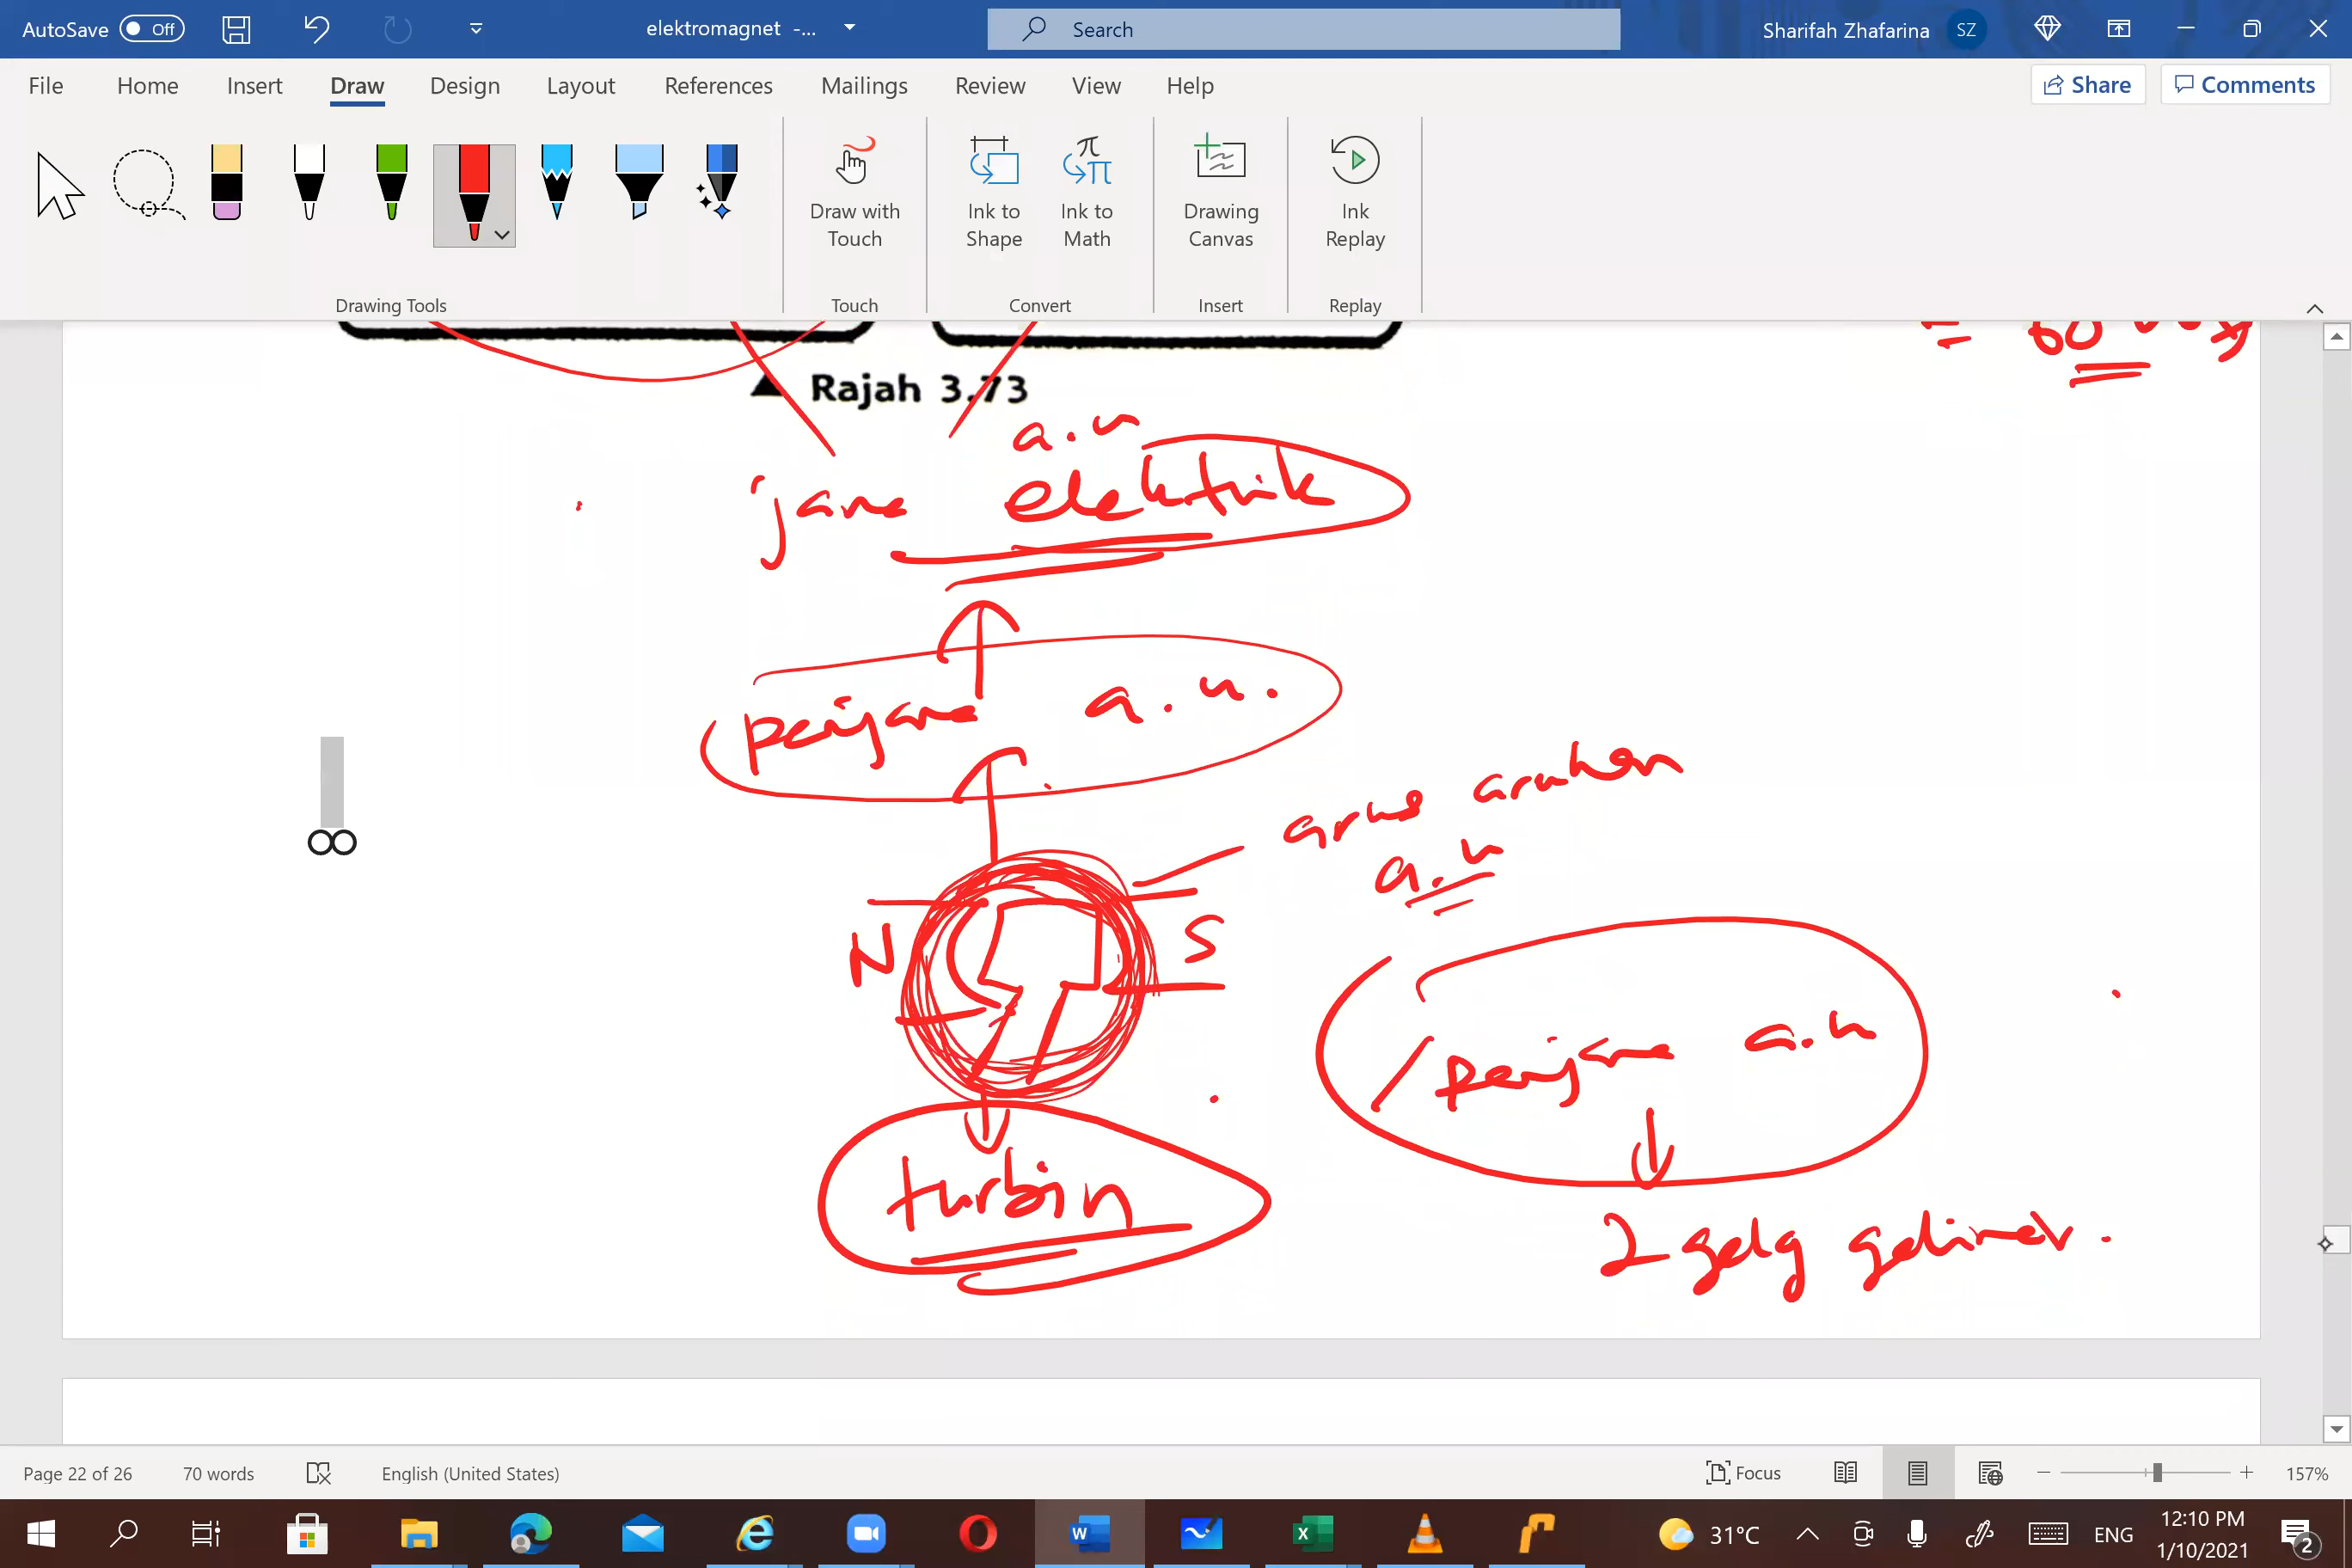 AutoSave Off elektromagnet -... Search Sharifah Zhafarina SZ
File Home Insert Draw Design Layout References Mailings Review View Help Share Comments
Draw with Touch
Ink to Shape
Ink to Math
Drawing Canvas
Ink Replay
Drawing Tools Touch Convert Insert Replay
Rajah 3.73
a.u
jana elektrik
penjana a.u.
arus aruhan
a.u
N S
penjana a.u
turbin
2 gelg gelincir.
Page 22 of 26 70 words English (United States) Focus 157%
31°C ENG 12:10 PM
1/10/2021 2